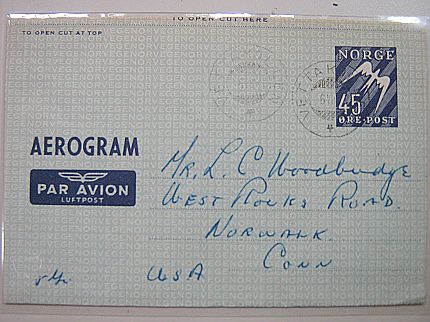 TO OPEN CUT HERE
TO OPEN CUT AT TOP
NORGE
45
ØRE-POST
AEROGRAM
PAR AVION
LUFTPOST
Mr. L. C Woodbridge
West Rocks Road.
Norwalk
Conn
USA